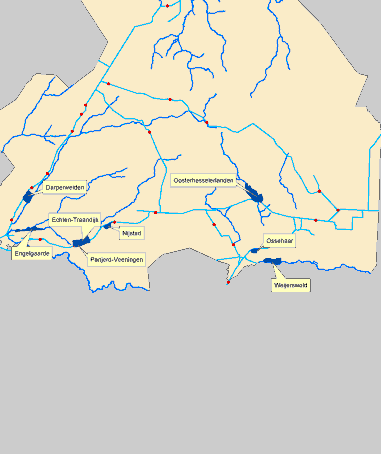 Oosterhesselerlanden
Darperweiden
Echten-Traandijk
Nijstad
Ossehaar
Engelgaarde
Panjerd-Veeningen
Weijerswold